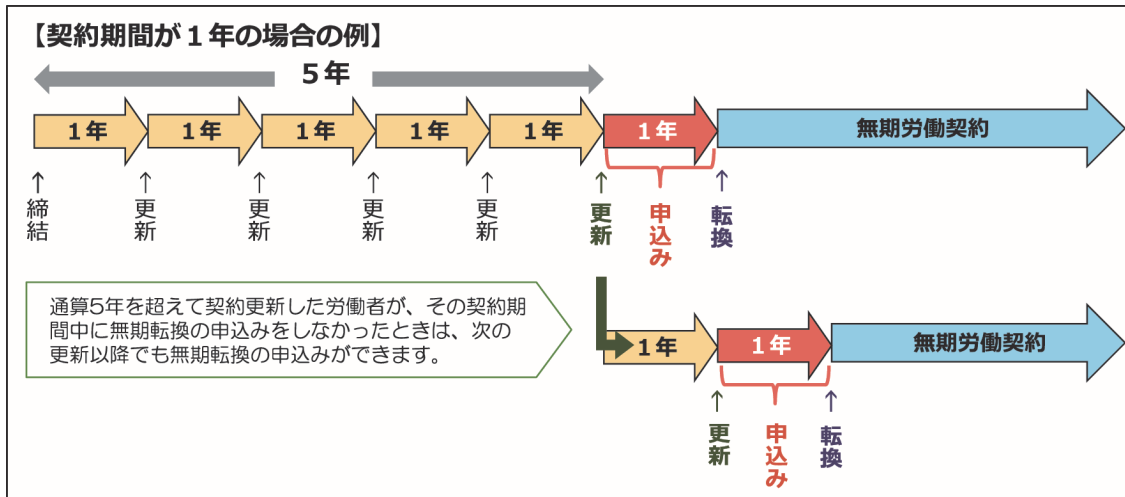 【契約期間が1年の場合の例】
5年
1年
1年
1年
1年
1年
1年
無期労働契約
↑締結
↑更新
↑更新
↑更新
↑更新
↑更新
申込み
↑転換
通算5年を超えて契約更新した労働者が、その契約期
間中に無期転換の申込みをしなかったときは、次の
更新以降でも無期転換の申込みができます。
1年
1年
無期労働契約
↑更新
申込み
↑転換